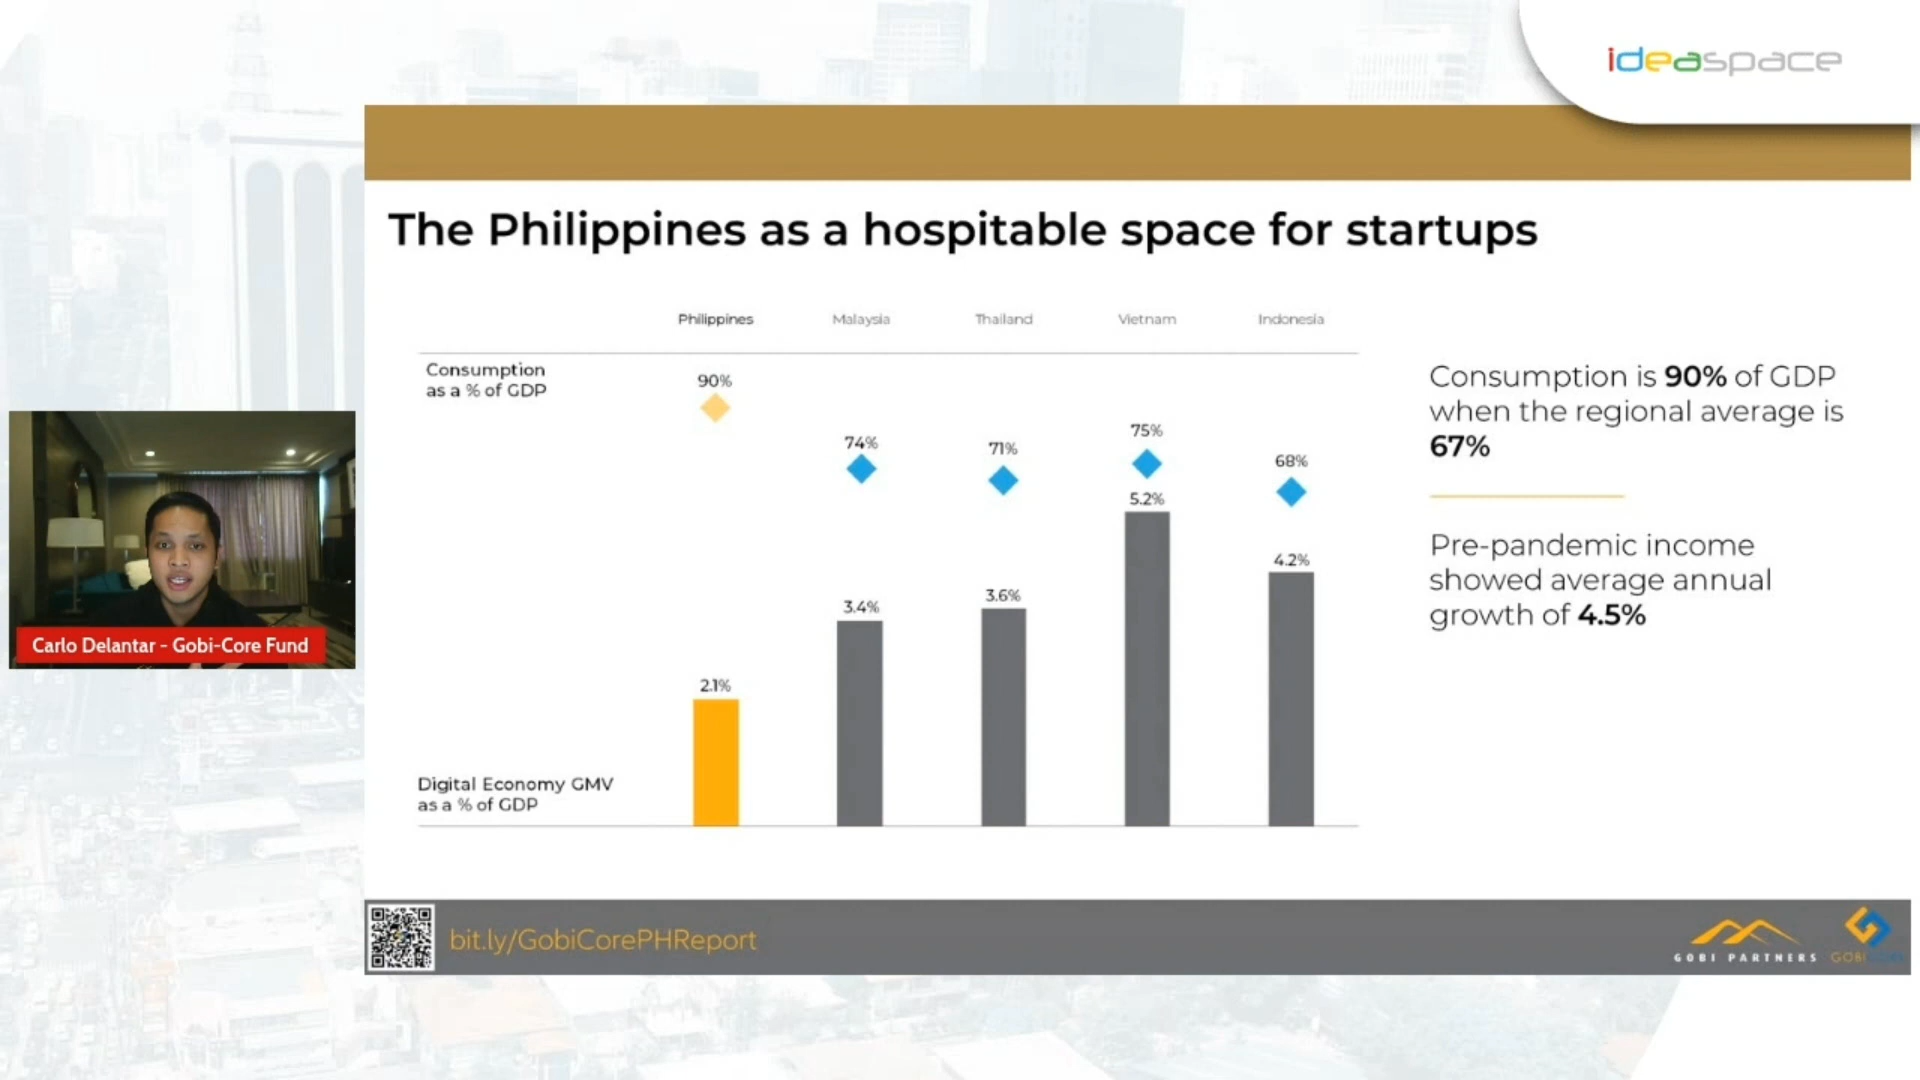 ideaspace
The Philippines as a hospitable space for startups
Philippines Malaysia Thailand Vietnam Indonesia
Consumption
as a % of GDP
90%
74%
71%
75%
68%
Consumption is 90% of GDP
when the regional average is
67%
Pre-pandemic income
showed average annual
growth of 4.5%
5.2%
4.2%
3.6%
3.4%
2.1%
Digital Economy GMV
as a % of GDP
Carlo Delantar - Gobi-Core Fund
bit.ly/GobiCorePHReport
GOBI PARTNERS